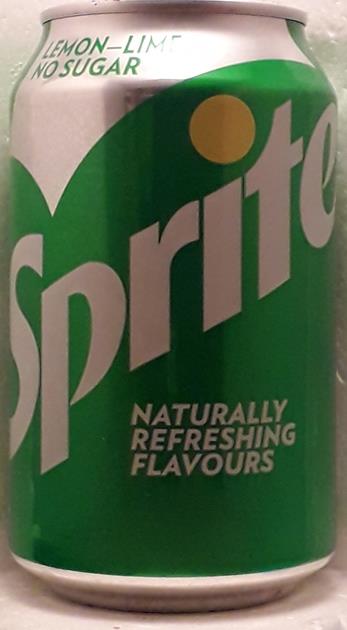 LEMON–LIME
NO SUGAR
Sprite
NATURALLY
REFRESHING
FLAVOURS